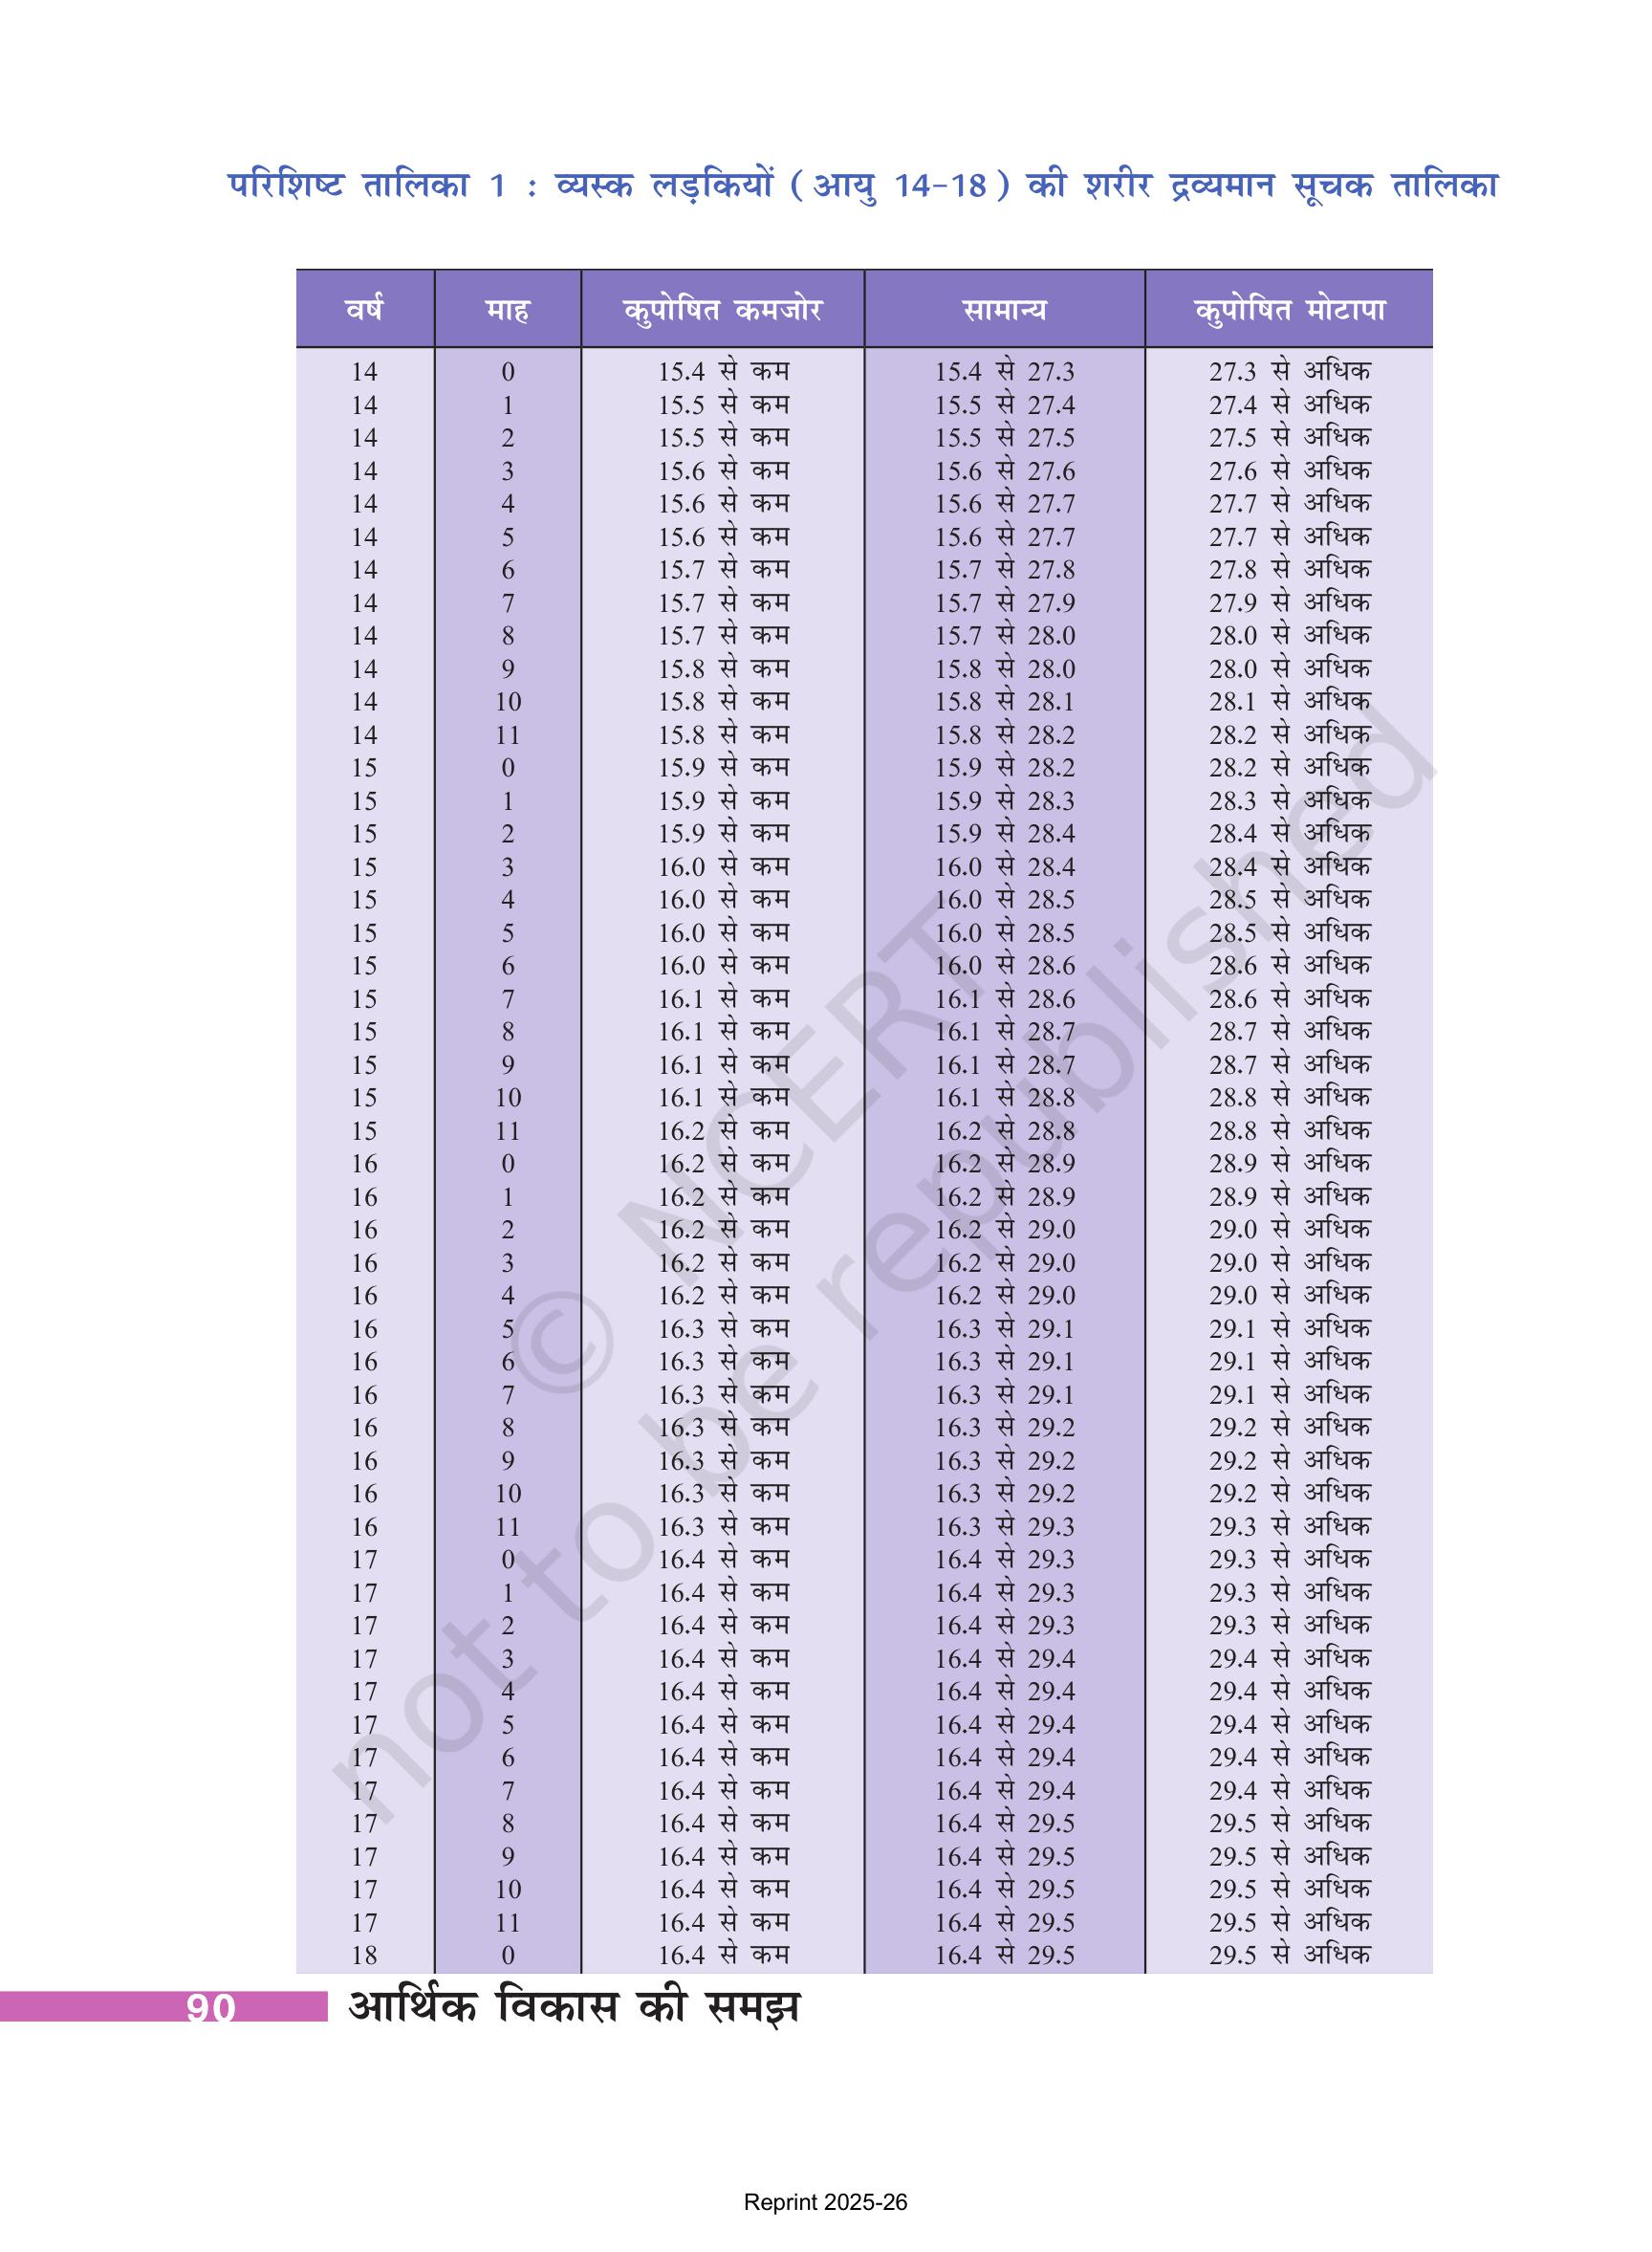 परिशिष्ट तालिका 1 : व्यस्क लड़कियों (आयु 14-18) की शरीर द्रव्यमान सूचक तालिका
वर्ष माह कुपोषित कमजोर सामान्य कुपोषित मोटापा
14 0 15.4 से कम 15.4 से 27.3 27.3 से अधिक
14 1 15.5 से कम 15.5 से 27.4 27.4 से अधिक
14 2 15.5 से कम 15.5 से 27.5 27.5 से अधिक
14 3 15.6 से कम 15.6 से 27.6 27.6 से अधिक
14 4 15.6 से कम 15.6 से 27.7 27.7 से अधिक
14 5 15.6 से कम 15.6 से 27.7 27.7 से अधिक
14 6 15.7 से कम 15.7 से 27.8 27.8 से अधिक
14 7 15.7 से कम 15.7 से 27.9 27.9 से अधिक
14 8 15.7 से कम 15.7 से 28.0 28.0 से अधिक
14 9 15.8 से कम 15.8 से 28.0 28.0 से अधिक
14 10 15.8 से कम 15.8 से 28.1 28.1 से अधिक
14 11 15.8 से कम 15.8 से 28.2 28.2 से अधिक
15 0 15.9 से कम 15.9 से 28.2 28.2 से अधिक
15 1 15.9 से कम 15.9 से 28.3 28.3 से अधिक
15 2 15.9 से कम 15.9 से 28.4 28.4 से अधिक
15 3 16.0 से कम 16.0 से 28.4 28.4 से अधिक
15 4 16.0 से कम 16.0 से 28.5 28.5 से अधिक
15 5 16.0 से कम 16.0 से 28.5 28.5 से अधिक
15 6 16.0 से कम 16.0 से 28.6 28.6 से अधिक
15 7 16.1 से कम 16.1 से 28.6 28.6 से अधिक
15 8 16.1 से कम 16.1 से 28.7 28.7 से अधिक
15 9 16.1 से कम 16.1 से 28.7 28.7 से अधिक
15 10 16.1 से कम 16.1 से 28.8 28.8 से अधिक
15 11 16.2 से कम 16.2 से 28.8 28.8 से अधिक
16 0 16.2 से कम 16.2 से 28.9 28.9 से अधिक
16 1 16.2 से कम 16.2 से 28.9 28.9 से अधिक
16 2 16.2 से कम 16.2 से 29.0 29.0 से अधिक
16 3 16.2 से कम 16.2 से 29.0 29.0 से अधिक
16 4 16.2 से कम 16.2 से 29.0 29.0 से अधिक
16 5 16.3 से कम 16.3 से 29.1 29.1 से अधिक
16 6 16.3 से कम 16.3 से 29.1 29.1 से अधिक
16 7 16.3 से कम 16.3 से 29.1 29.1 से अधिक
16 8 16.3 से कम 16.3 से 29.2 29.2 से अधिक
16 9 16.3 से कम 16.3 से 29.2 29.2 से अधिक
16 10 16.3 से कम 16.3 से 29.2 29.2 से अधिक
16 11 16.3 से कम 16.3 से 29.3 29.3 से अधिक
17 0 16.4 से कम 16.4 से 29.3 29.3 से अधिक
17 1 16.4 से कम 16.4 से 29.3 29.3 से अधिक
17 2 16.4 से कम 16.4 से 29.3 29.3 से अधिक
17 3 16.4 से कम 16.4 से 29.4 29.4 से अधिक
17 4 16.4 से कम 16.4 से 29.4 29.4 से अधिक
17 5 16.4 से कम 16.4 से 29.4 29.4 से अधिक
17 6 16.4 से कम 16.4 से 29.4 29.4 से अधिक
17 7 16.4 से कम 16.4 से 29.4 29.4 से अधिक
17 8 16.4 से कम 16.4 से 29.5 29.5 से अधिक
17 9 16.4 से कम 16.4 से 29.5 29.5 से अधिक
17 10 16.4 से कम 16.4 से 29.5 29.5 से अधिक
17 11 16.4 से कम 16.4 से 29.5 29.5 से अधिक
18 0 16.4 से कम 16.4 से 29.5 29.5 से अधिक
© NCERT
not to be republished
90 आर्थिक विकास की समझ
Reprint 2025-26